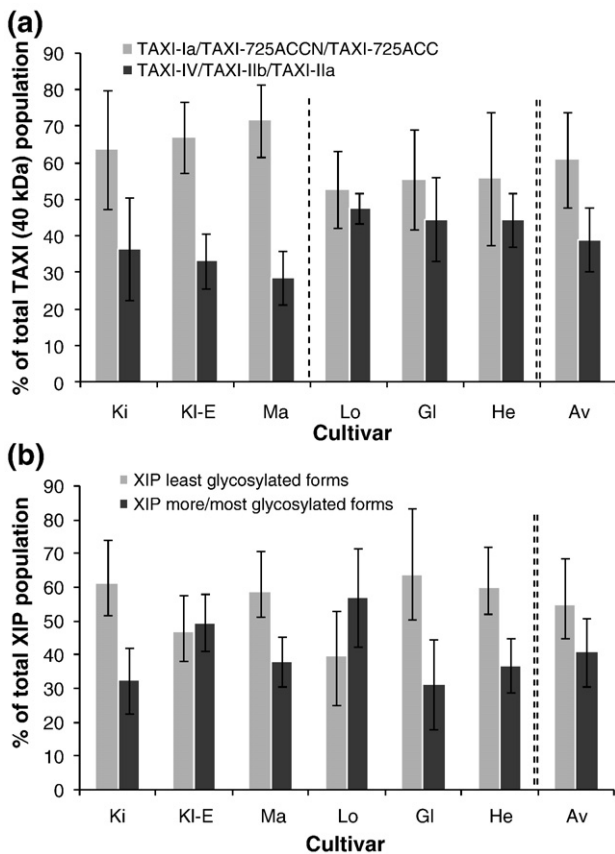 (a)
TAXI-Ia/TAXI-725ACCN/TAXI-725ACC
TAXI-IV/TAXI-IIb/TAXI-IIa
% of total TAXI (40 kDa) population
90
80
70
60
50
40
30
20
10
0
Ki KI-E Ma Lo Gl He Av
Cultivar
(b)
XIP least glycosylated forms
XIP more/most glycosylated forms
% of total XIP population
90
80
70
60
50
40
30
20
10
0
Ki KI-E Ma Lo Gl He Av
Cultivar